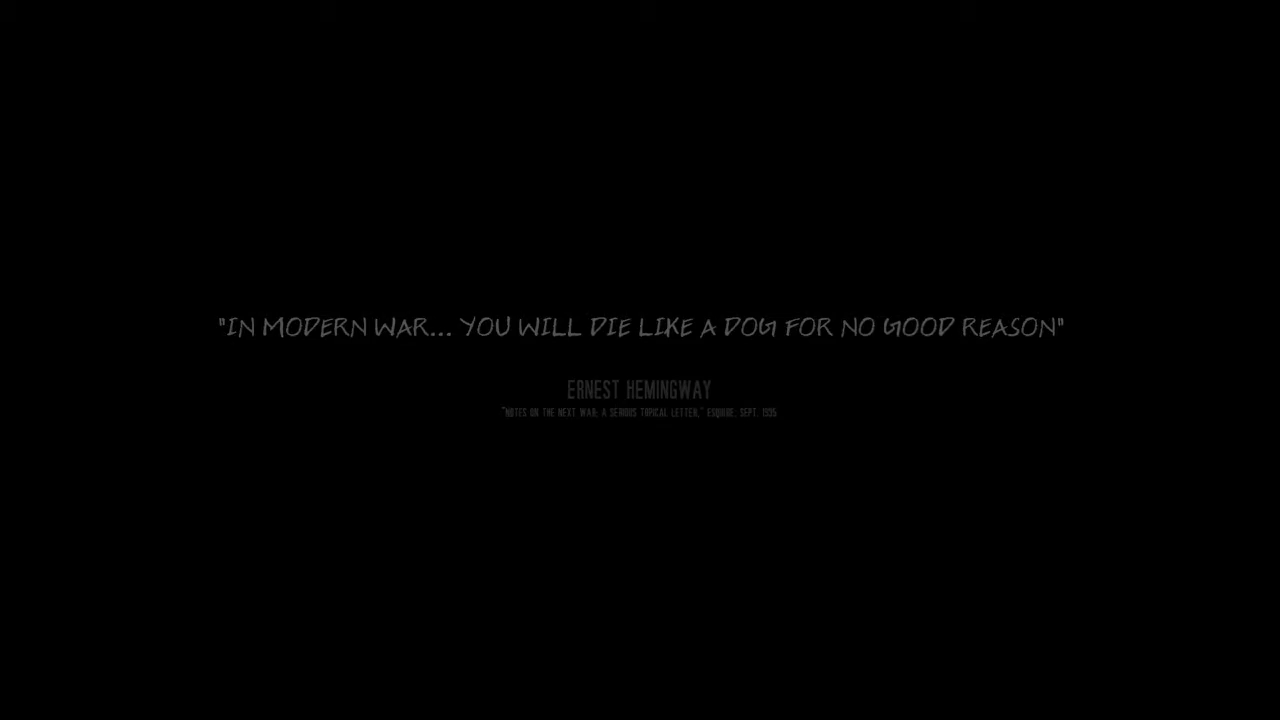 "IN MODERN WAR... YOU WILL DIE LIKE A DOG FOR NO GOOD REASON"
ERNEST HEMINGWAY
"NOTES ON THE NEXT WAR: A SERIOUS TOPICAL LETTER," ESQUIRE, SEPT. 1935